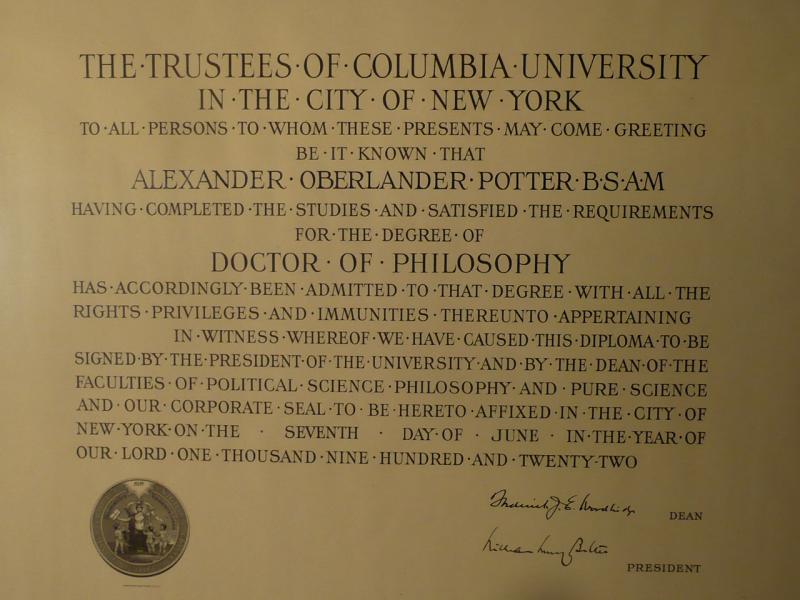 THE·TRUSTEES·OF·COLUMBIA·UNIVERSITY
IN·THE·CITY·OF·NEW·YORK
TO·ALL·PERSONS·TO·WHOM·THESE·PRESENTS·MAY·COME·GREETING
BE·IT·KNOWN·THAT
ALEXANDER·OBERLANDER·POTTER·B·S·A·M
HAVING·COMPLETED·THE·STUDIES·AND·SATISFIED·THE·REQUIREMENTS
FOR·THE·DEGREE·OF
DOCTOR·OF·PHILOSOPHY
HAS·ACCORDINGLY·BEEN·ADMITTED·TO·THAT·DEGREE·WITH·ALL·THE
RIGHTS·PRIVILEGES·AND·IMMUNITIES·THEREUNTO·APPERTAINING
IN·WITNESS·WHEREOF·WE·HAVE·CAUSED·THIS·DIPLOMA·TO·BE
SIGNED·BY·THE·PRESIDENT·OF·THE·UNIVERSITY·AND·BY·THE·DEAN·OF·THE
FACULTIES·OF·POLITICAL·SCIENCE·PHILOSOPHY·AND·PURE·SCIENCE
AND·OUR·CORPORATE·SEAL·TO·BE·HERETO·AFFIXED·IN·THE·CITY·OF
NEW·YORK·ON·THE · SEVENTH · DAY·OF · JUNE · IN·THE·YEAR·OF
OUR·LORD·ONE·THOUSAND·NINE·HUNDRED·AND·TWENTY-TWO
Frederick J. E. Woodbridge DEAN
PRESIDENT